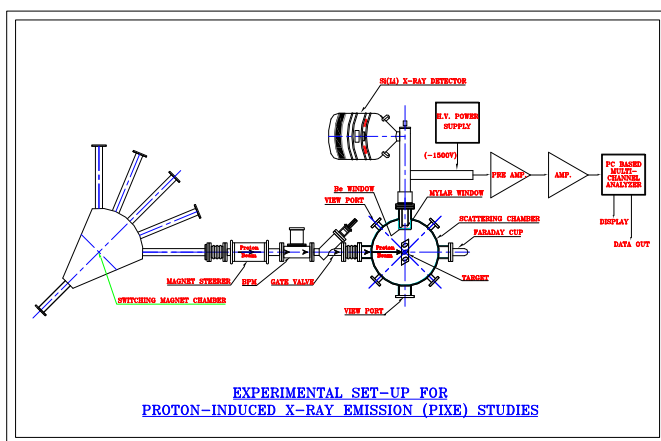 Si(Li) X-RAY DETECTOR
H.V. POWER
SUPPLY
(-1500V)
PRE AMP.
AMP.
PC BASED
MULTI-
CHANNEL
ANALYZER
DISPLAY
DATA OUT
Be WINDOW
VIEW PORT
MYLAR WINDOW
SCATTERING CHAMBER
FARADAY CUP
Proton
Beam
Proton
Beam
MAGNET STEERER
BPM
GATE VALVE
TARGET
SWITCHING MAGNET CHAMBER
VIEW PORT
EXPERIMENTAL SET-UP FOR
PROTON-INDUCED X-RAY EMISSION (PIXE) STUDIES